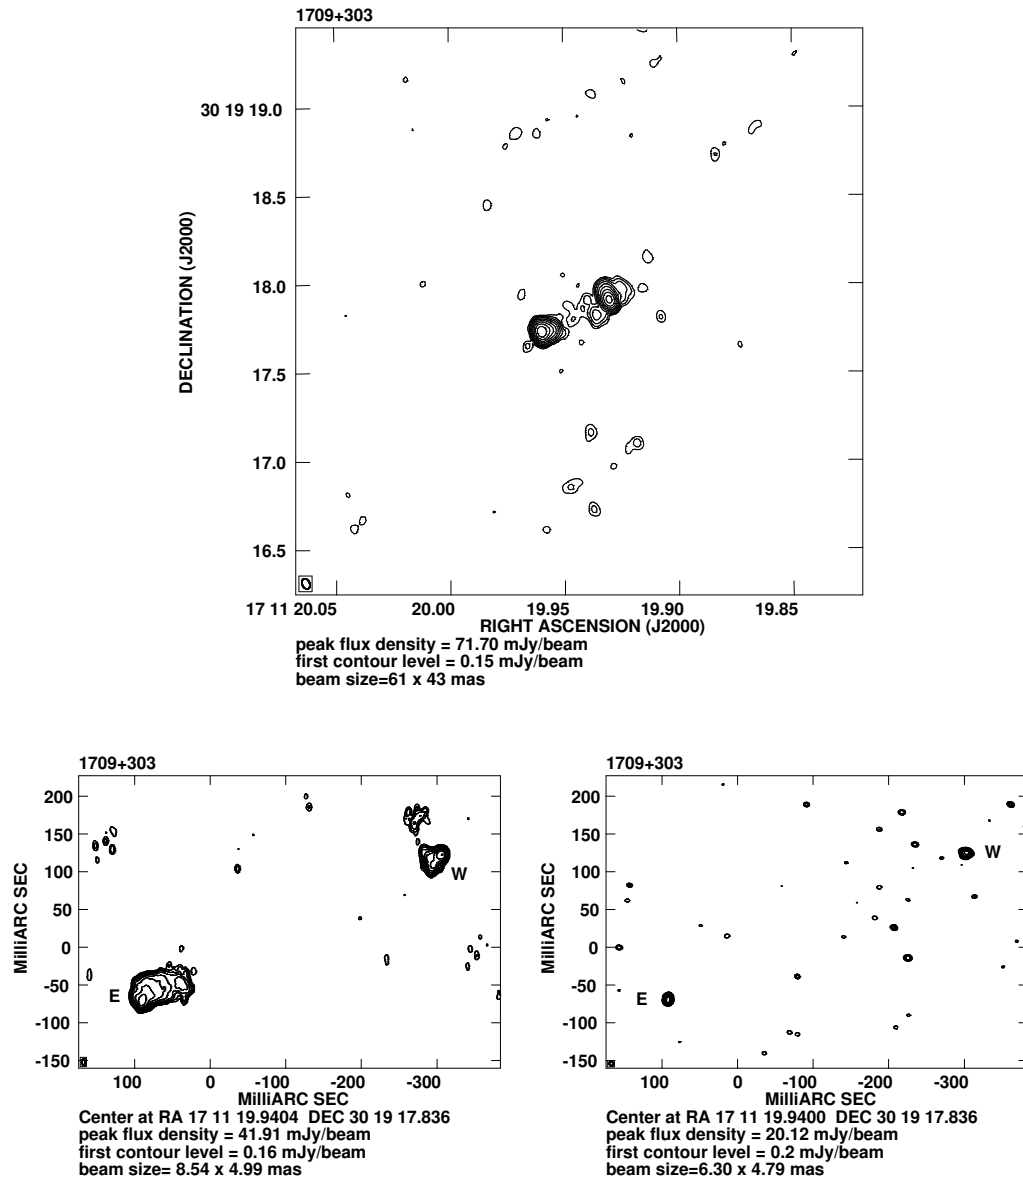 1709+303
30 19 19.0
18.5
18.0
17.5
17.0
16.5
DECLINATION (J2000)
17 11 20.05 20.00 19.95 19.90 19.85
RIGHT ASCENSION (J2000)
peak flux density = 71.70 mJy/beam
first contour level = 0.15 mJy/beam
beam size=61 x 43 mas
1709+303
200
150
100
50
0
-50
-100
-150
MilliARC SEC
W
E
100 0 -100 -200 -300
MilliARC SEC
Center at RA 17 11 19.9404 DEC 30 19 17.836
peak flux density = 41.91 mJy/beam
first contour level = 0.16 mJy/beam
beam size= 8.54 x 4.99 mas
1709+303
200
150
100
50
0
-50
-100
-150
MilliARC SEC
W
E
100 0 -100 -200 -300
MilliARC SEC
Center at RA 17 11 19.9400 DEC 30 19 17.836
peak flux density = 20.12 mJy/beam
first contour level = 0.2 mJy/beam
beam size=6.30 x 4.79 mas